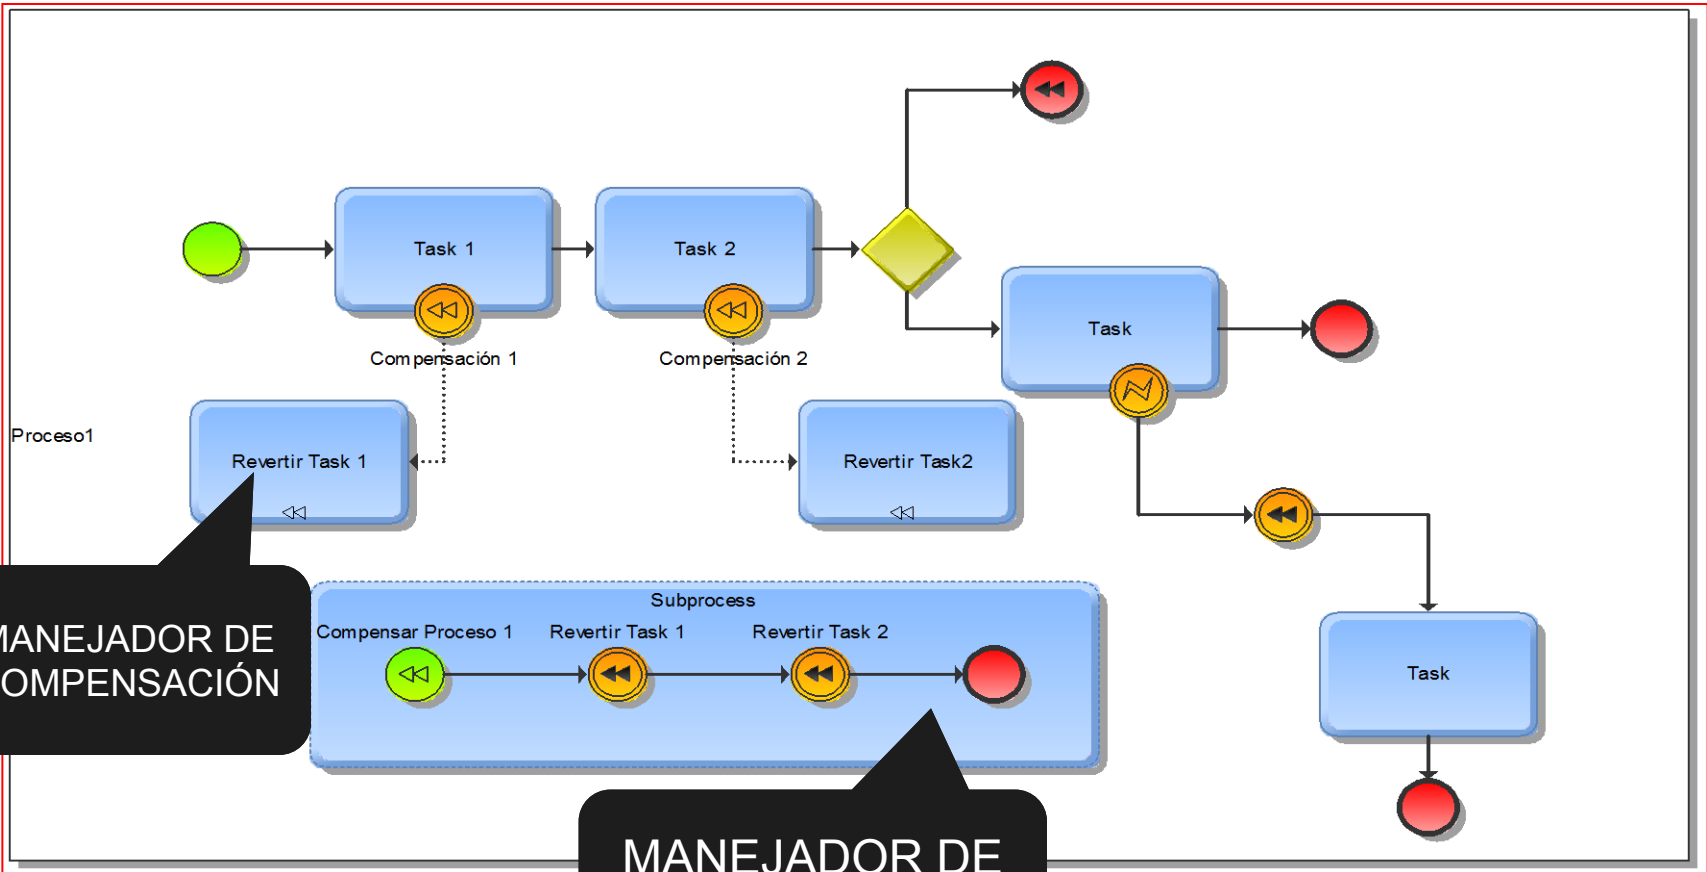 Task 1
Task 2
Task
Compensación 1
Compensación 2
Proceso1
Revertir Task 1
Revertir Task2
Subprocess
Compensar Proceso 1
Revertir Task 1
Revertir Task 2
MANEJADOR DE
OMPENSACIÓN
Task
MANEJADOR DE